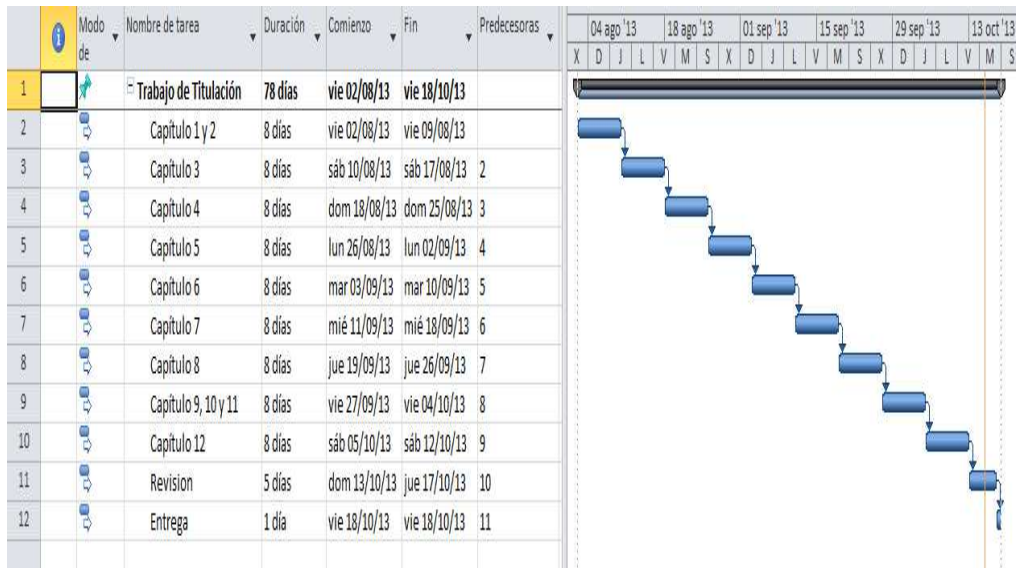 Modo de Nombre de tarea Duración Comienzo Fin Predecesoras
04 ago '13 18 ago '13 01 sep '13 15 sep '13 29 sep '13 13 oct '13
X D J L V M S X D J L V M S X D J L V M S
1 Trabajo de Titulación 78 días vie 02/08/13 vie 18/10/13
2 Capítulo 1 y 2 8 días vie 02/08/13 vie 09/08/13
3 Capítulo 3 8 días sáb 10/08/13 sáb 17/08/13 2
4 Capítulo 4 8 días dom 18/08/13 dom 25/08/13 3
5 Capítulo 5 8 días lun 26/08/13 lun 02/09/13 4
6 Capítulo 6 8 días mar 03/09/13 mar 10/09/13 5
7 Capítulo 7 8 días mié 11/09/13 mié 18/09/13 6
8 Capítulo 8 8 días jue 19/09/13 jue 26/09/13 7
9 Capítulo 9, 10 y 11 8 días vie 27/09/13 vie 04/10/13 8
10 Capítulo 12 8 días sáb 05/10/13 sáb 12/10/13 9
11 Revision 5 días dom 13/10/13 jue 17/10/13 10
12 Entrega 1 día vie 18/10/13 vie 18/10/13 11